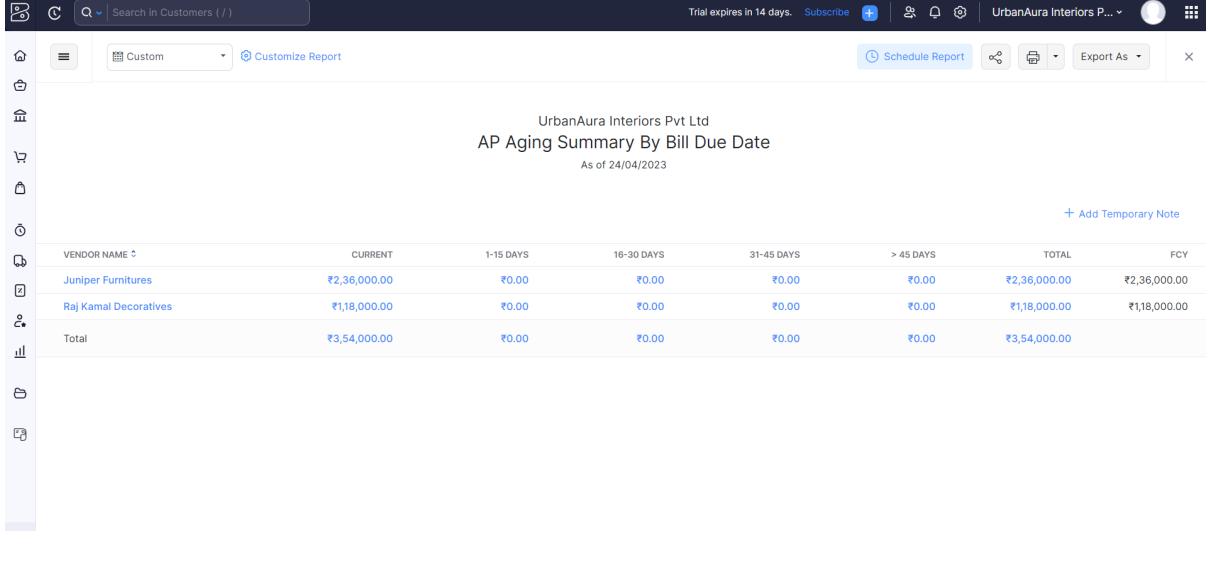 Search in Customers ( / )
Trial expires in 14 days. Subscribe
UrbanAura Interiors P...
Custom
Customize Report
Schedule Report
Export As
UrbanAura Interiors Pvt Ltd
AP Aging Summary By Bill Due Date
As of 24/04/2023
+ Add Temporary Note
VENDOR NAME CURRENT 1-15 DAYS 16-30 DAYS 31-45 DAYS > 45 DAYS TOTAL FCY
Juniper Furnitures ₹2,36,000.00 ₹0.00 ₹0.00 ₹0.00 ₹0.00 ₹2,36,000.00 ₹2,36,000.00
Raj Kamal Decoratives ₹1,18,000.00 ₹0.00 ₹0.00 ₹0.00 ₹0.00 ₹1,18,000.00 ₹1,18,000.00
Total ₹3,54,000.00 ₹0.00 ₹0.00 ₹0.00 ₹0.00 ₹3,54,000.00